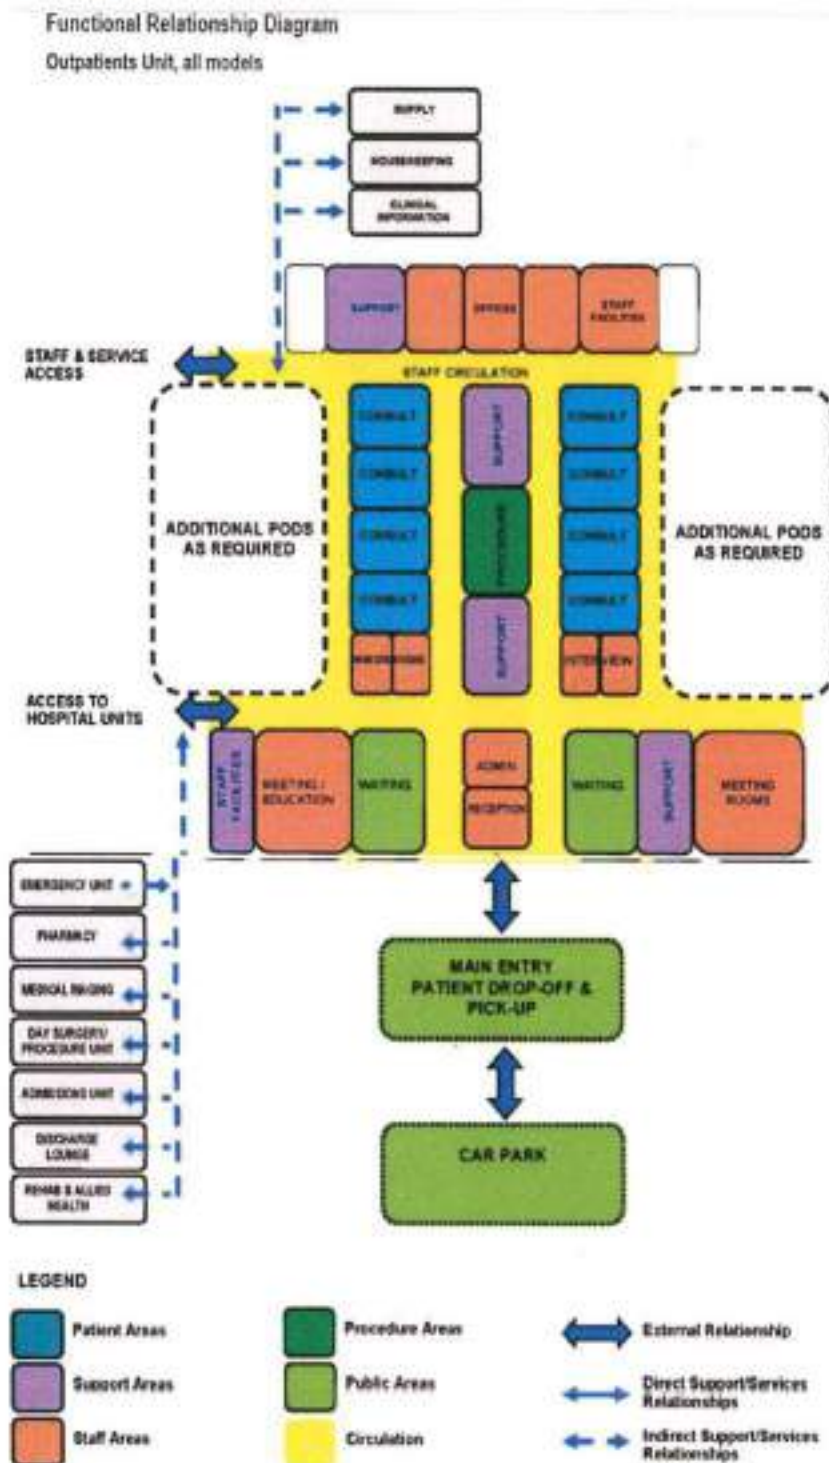 Functional Relationship Diagram
Outpatients Unit, all models
SUPPLY
HOUSEKEEPING
CLINICAL
INFORMATION
SUPPORT
OFFICES
STAFF
FACILITIES
STAFF & SERVICE
ACCESS
STAFF CIRCULATION
CONSULT
CONSULT
CONSULT
CONSULT
SUPPORT
PROCEDURE
SUPPORT
CONSULT
CONSULT
CONSULT
CONSULT
ADDITIONAL PODS
AS REQUIRED
ADDITIONAL PODS
AS REQUIRED
INTERVIEW
ACCESS TO
HOSPITAL UNITS
STAFF
FACILITIES
MEETING /
EDUCATION
WAITING
ADMIN
RECEPTION
WAITING
SUPPORT
MEETING
ROOMS
EMERGENCY UNIT
PHARMACY
MEDICAL IMAGING
DAY SURGERY/
PROCEDURE UNIT
ADMISSIONS UNIT
DISCHARGE
LOUNGE
REHAB & ALLIED
HEALTH
MAIN ENTRY
PATIENT DROP-OFF &
PICK-UP
CAR PARK
LEGEND
Patient Areas
Support Areas
Staff Areas
Procedure Areas
Public Areas
Circulation
External Relationship
Direct Support/Services
Relationships
Indirect Support/Services
Relationships